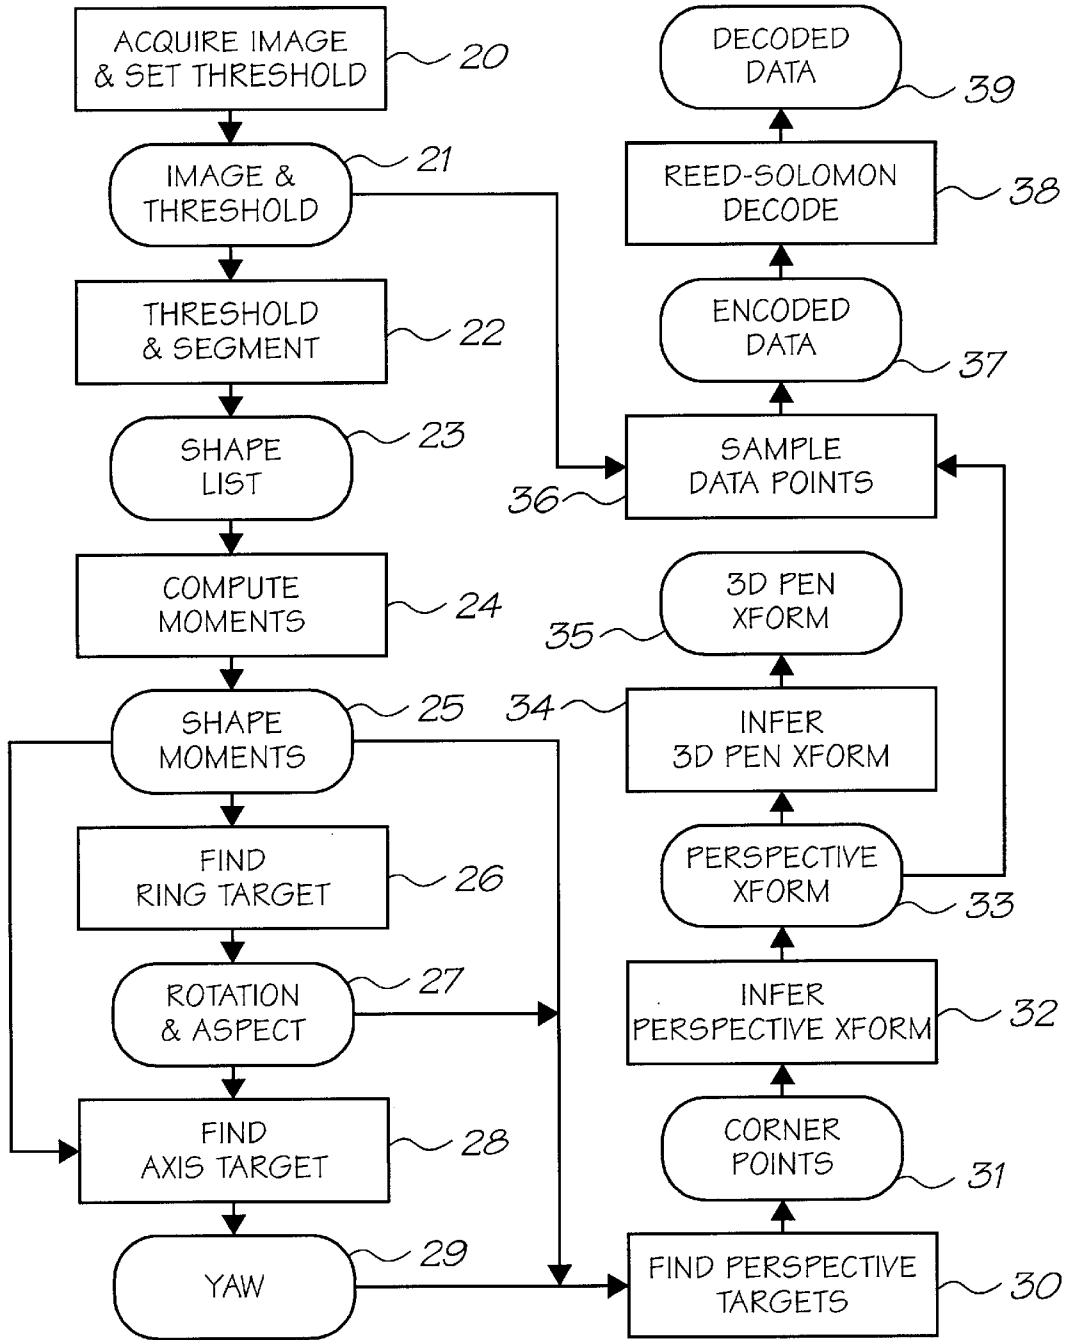 ACQUIRE IMAGE
& SET THRESHOLD
20
IMAGE &
THRESHOLD
21
THRESHOLD
& SEGMENT
22
SHAPE
LIST
23
COMPUTE
MOMENTS
24
SHAPE
MOMENTS
25
FIND
RING TARGET
26
ROTATION
& ASPECT
27
FIND
AXIS TARGET
28
YAW
29
DECODED
DATA
39
REED-SOLOMON
DECODE
38
ENCODED
DATA
37
SAMPLE
DATA POINTS
36
3D PEN
XFORM
35
34
INFER
3D PEN XFORM
PERSPECTIVE
XFORM
33
INFER
PERSPECTIVE XFORM
32
CORNER
POINTS
31
FIND PERSPECTIVE
TARGETS
30